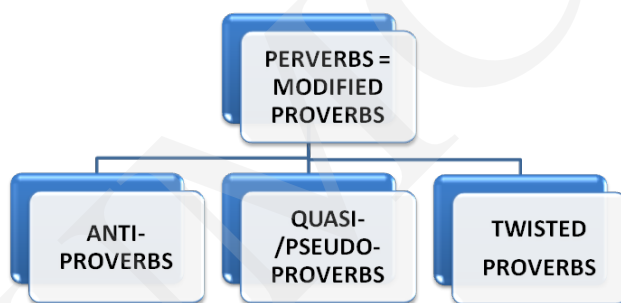 PERVERBS =
MODIFIED
PROVERBS
ANTI-
PROVERBS
QUASI-
/PSEUDO-
PROVERBS
TWISTED
PROVERBS